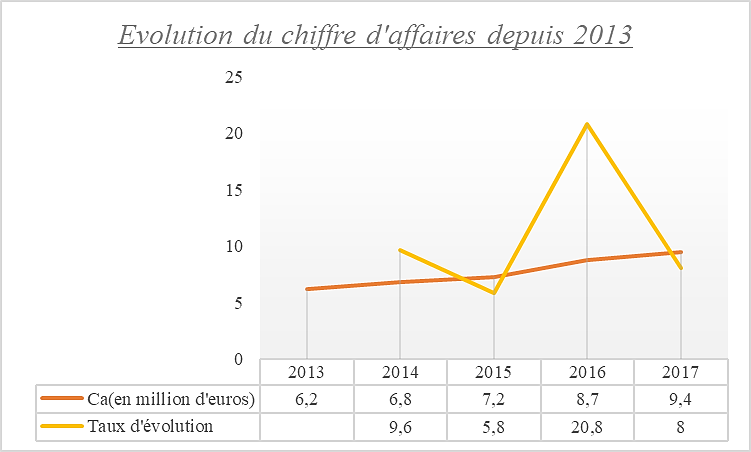 Evolution du chiffre d'affaires depuis 2013
25
20
15
10
5
0
2013 2014 2015 2016 2017
Ca(en million d'euros) 6,2 6,8 7,2 8,7 9,4
Taux d'évolution 9,6 5,8 20,8 8